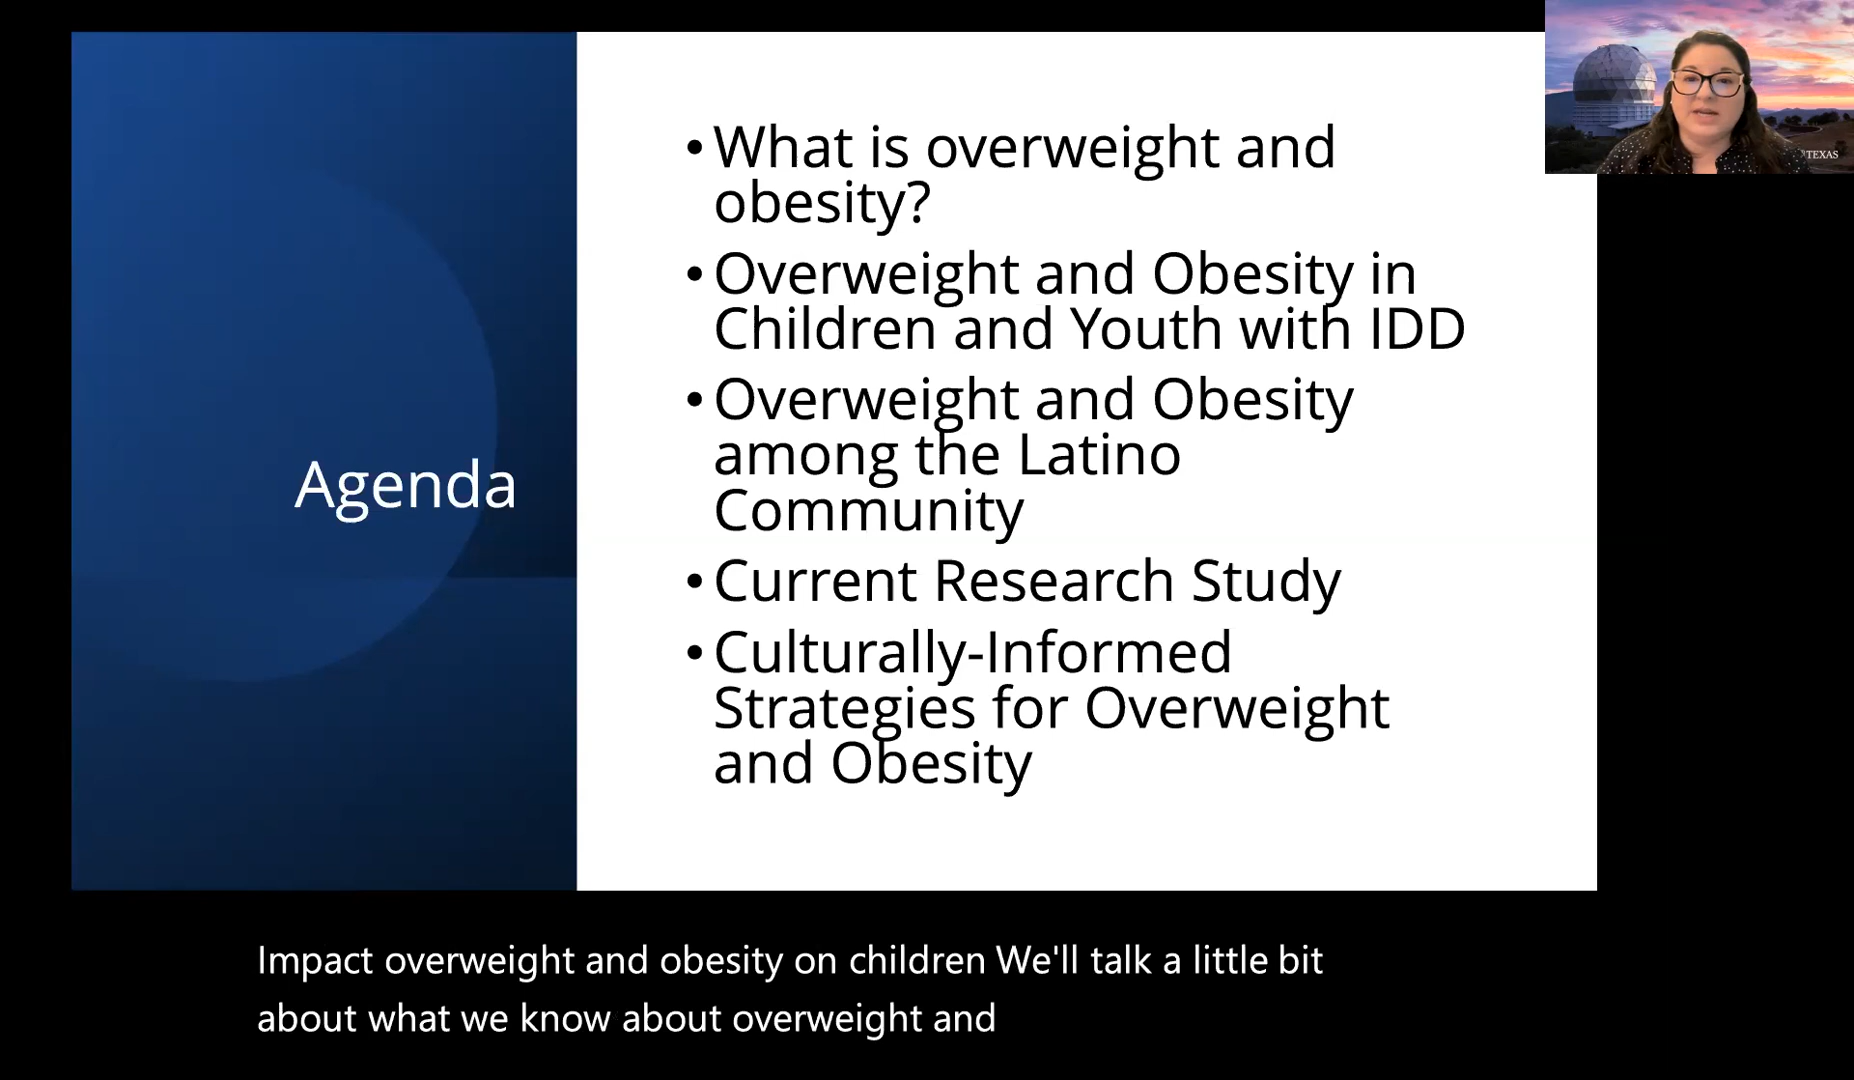 Agenda
• What is overweight and
obesity?
• Overweight and Obesity in
Children and Youth with IDD
• Overweight and Obesity
among the Latino
Community
• Current Research Study
• Culturally-Informed
Strategies for Overweight
and Obesity
TEXAS
Impact overweight and obesity on children We'll talk a little bit
about what we know about overweight and